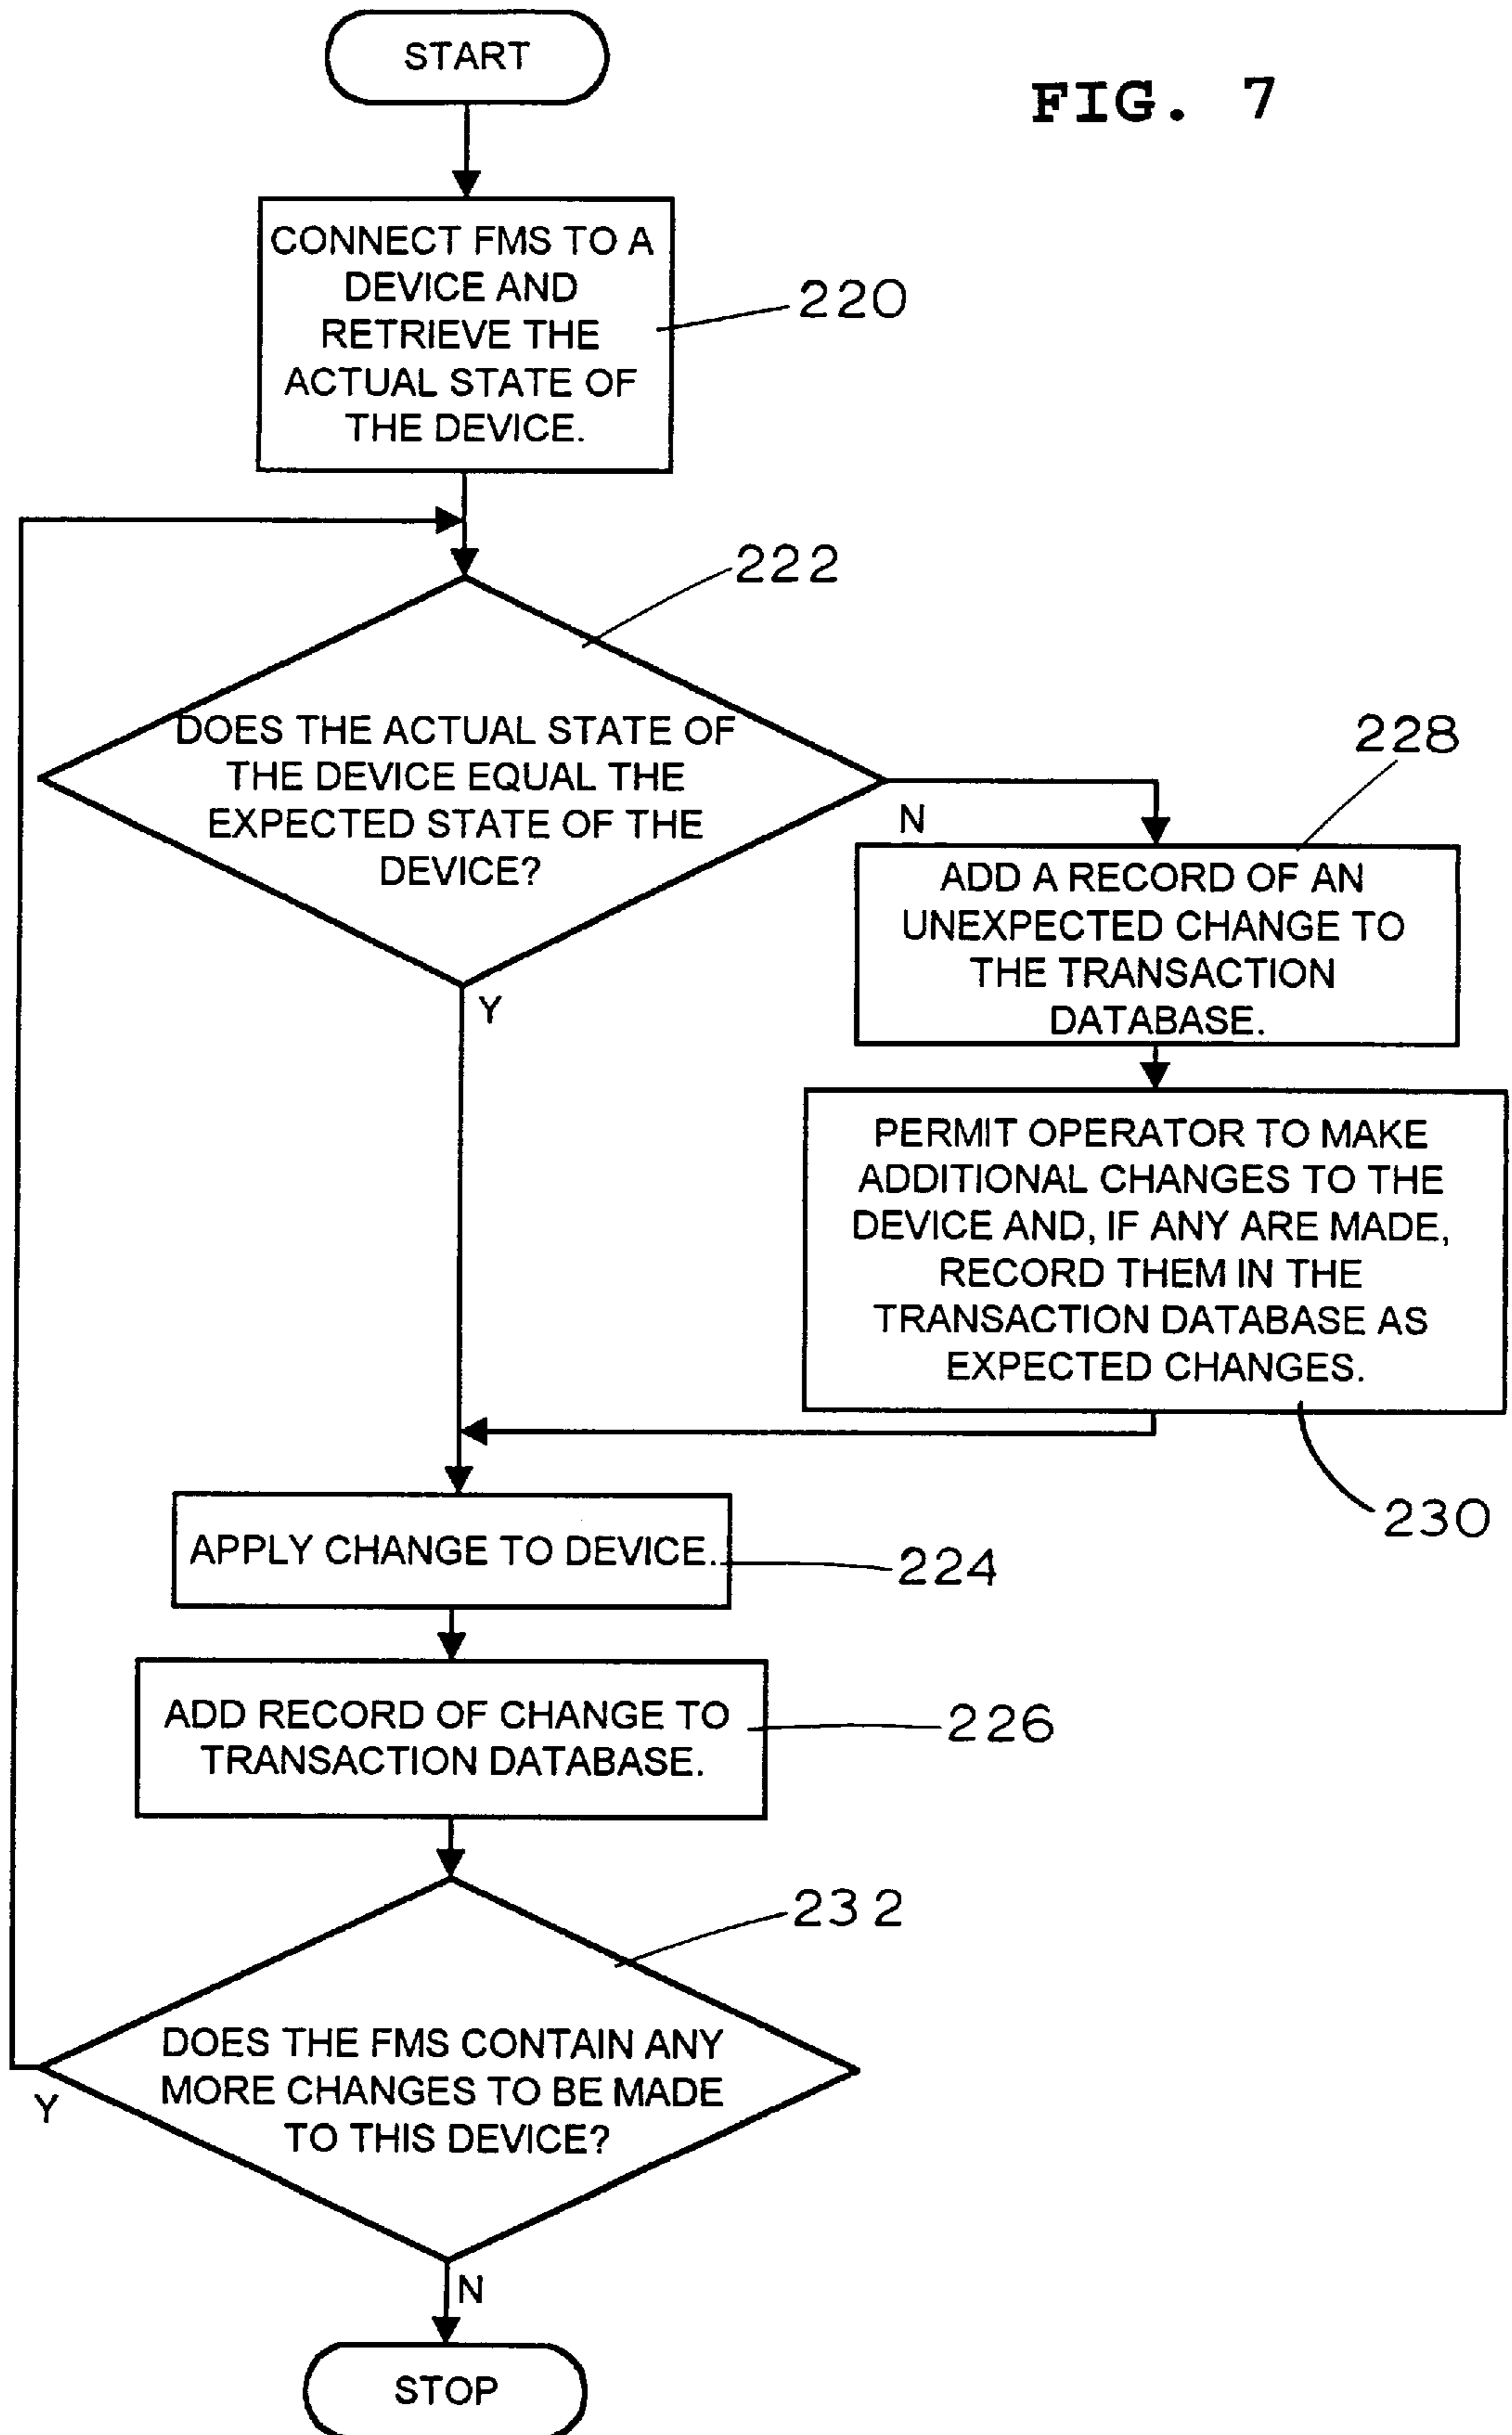 START
FIG. 7
CONNECT FMS TO A
DEVICE AND
RETRIEVE THE
ACTUAL STATE OF
THE DEVICE.
220
222
DOES THE ACTUAL STATE OF
THE DEVICE EQUAL THE
EXPECTED STATE OF THE
DEVICE?
N
Y
228
ADD A RECORD OF AN
UNEXPECTED CHANGE TO
THE TRANSACTION
DATABASE.
PERMIT OPERATOR TO MAKE
ADDITIONAL CHANGES TO THE
DEVICE AND, IF ANY ARE MADE,
RECORD THEM IN THE
TRANSACTION DATABASE AS
EXPECTED CHANGES.
230
APPLY CHANGE TO DEVICE.
224
ADD RECORD OF CHANGE TO
TRANSACTION DATABASE.
226
232
DOES THE FMS CONTAIN ANY
MORE CHANGES TO BE MADE
TO THIS DEVICE?
Y
N
STOP